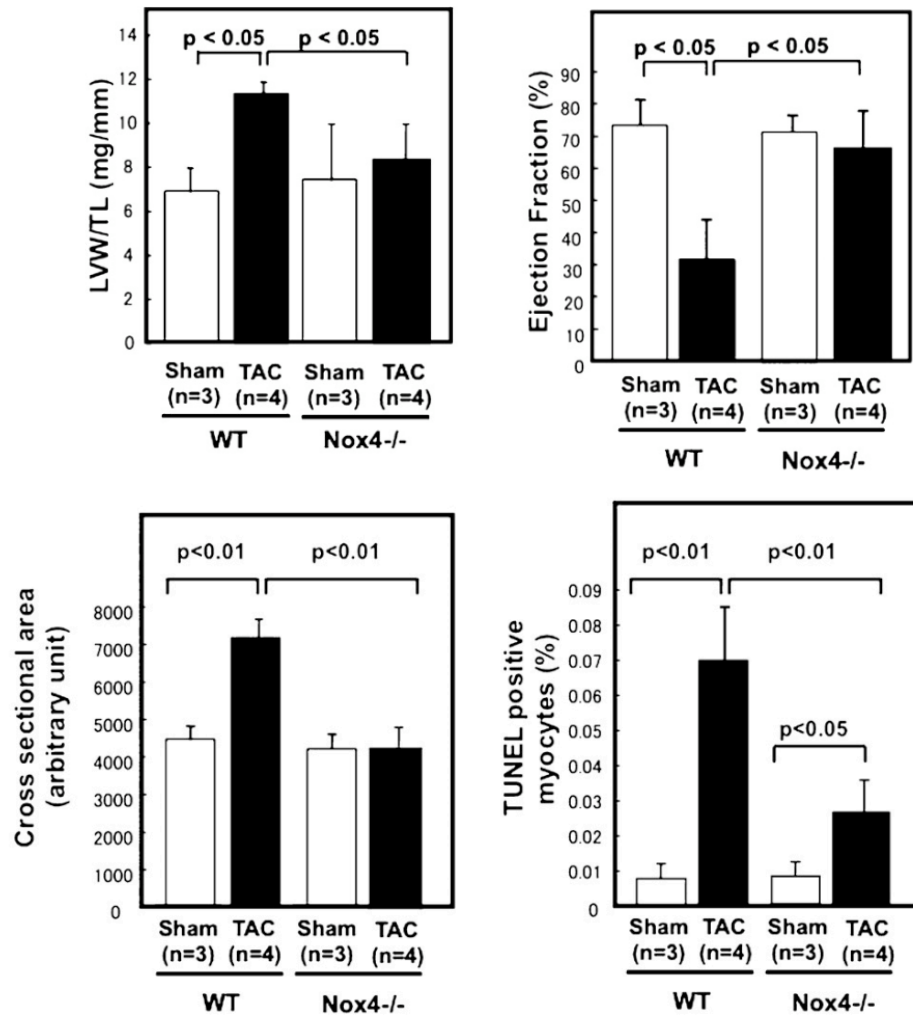 p < 0.05 p < 0.05
LVW/TL (mg/mm)
14
12
10
8
6
4
2
0
Sham TAC Sham TAC
(n=3) (n=4) (n=3) (n=4)
WT Nox4-/-
p < 0.05 p < 0.05
Ejection Fraction (%)
90
80
70
60
50
40
30
20
10
0
Sham TAC Sham TAC
(n=3) (n=4) (n=3) (n=4)
WT Nox4-/-
p<0.01 p<0.01
Cross sectional area
(arbitrary unit)
8000
7000
6000
5000
4000
3000
2000
1000
0
Sham TAC Sham TAC
(n=3) (n=4) (n=3) (n=4)
WT Nox4-/-
p<0.01 p<0.01
p<0.05
TUNEL positive
myocytes (%)
0.09
0.08
0.07
0.06
0.05
0.04
0.03
0.02
0.01
0
Sham TAC Sham TAC
(n=3) (n=4) (n=3) (n=4)
WT Nox4-/-